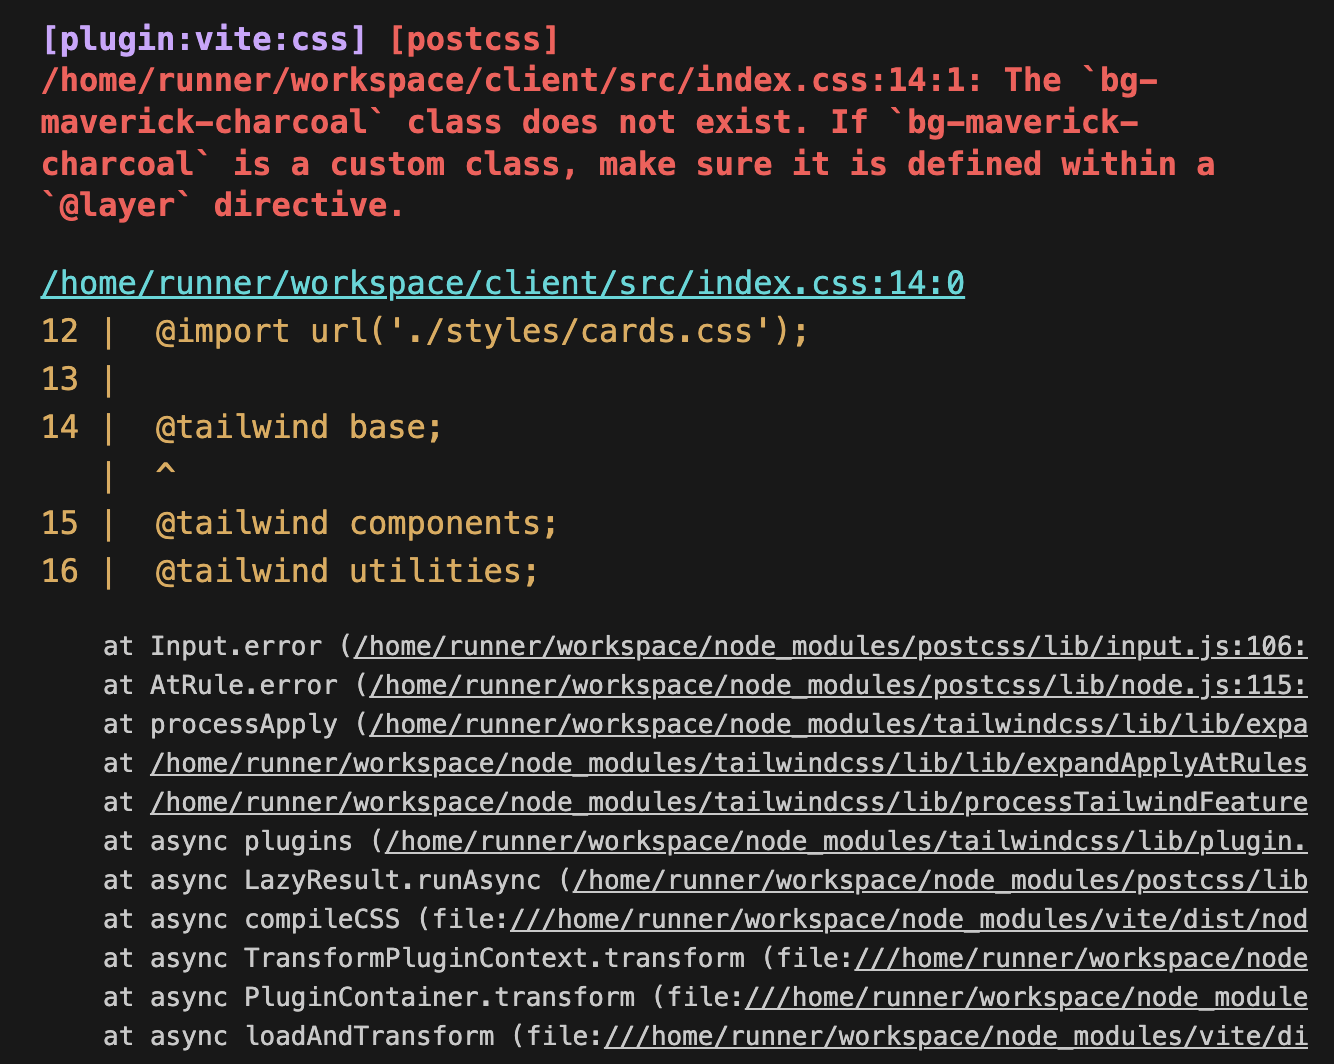 [plugin:vite:css] [postcss]
/home/runner/workspace/client/src/index.css:14:1: The `bg-
maverick-charcoal` class does not exist. If `bg-maverick-
charcoal` is a custom class, make sure it is defined within a
`@layer` directive.
/home/runner/workspace/client/src/index.css:14:0
12 |  @import url('./styles/cards.css');
13 |
14 |  @tailwind base;
   |  ^
15 |  @tailwind components;
16 |  @tailwind utilities;
    at Input.error (/home/runner/workspace/node_modules/postcss/lib/input.js:106:
    at AtRule.error (/home/runner/workspace/node_modules/postcss/lib/node.js:115:
    at processApply (/home/runner/workspace/node_modules/tailwindcss/lib/lib/expa
    at /home/runner/workspace/node_modules/tailwindcss/lib/lib/expandApplyAtRules
    at /home/runner/workspace/node_modules/tailwindcss/lib/processTailwindFeature
    at async plugins (/home/runner/workspace/node_modules/tailwindcss/lib/plugin.
    at async LazyResult.runAsync (/home/runner/workspace/node_modules/postcss/lib
    at async compileCSS (file:///home/runner/workspace/node_modules/vite/dist/nod
    at async TransformPluginContext.transform (file:///home/runner/workspace/node
    at async PluginContainer.transform (file:///home/runner/workspace/node_module
    at async loadAndTransform (file:///home/runner/workspace/node_modules/vite/di